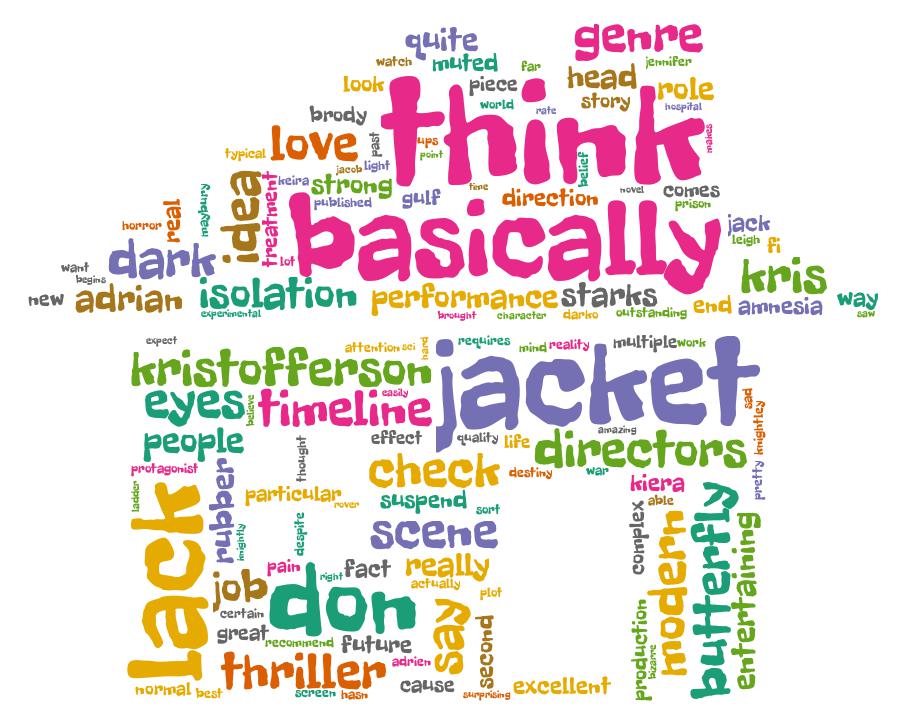 quite
genre
watch
muted
far
jennifer
look
piece
head
role
think
world
rate
story
hospital
brody
past
ups
makes
typical
love
point
belief
jacob
light
keira
strong
gulf
time
direction
novel
comes
prison
published
idea
treatment
maybury
real
horror
basically
jack
leigh
fi
lot
dark
want
begins
kris
new
adrian
isolation
experimental
performance
starks
brought
character
darko
outstanding
end
amnesia
way
saw
expect
attention
sci
hard
requires
mind
reality
multiple
work
kristofferson
jacket
eyes
believe
timeline
easily
sad
knightley
people
thought
effect
quality
life
amazing
directors
pretty
protagonist
rubber
check
destiny
war
kiera
ladder
particular
rover
suspend
sort
able
complex
lack
knightly
despite
scene
modern
butterfly
entertaining
pain
right
fact
really
actually
plot
job
don
say
second
certain
great
recommend
future
production
bizarre
thriller
adrien
cause
normal
best
screen
hasn
surprising
excellent